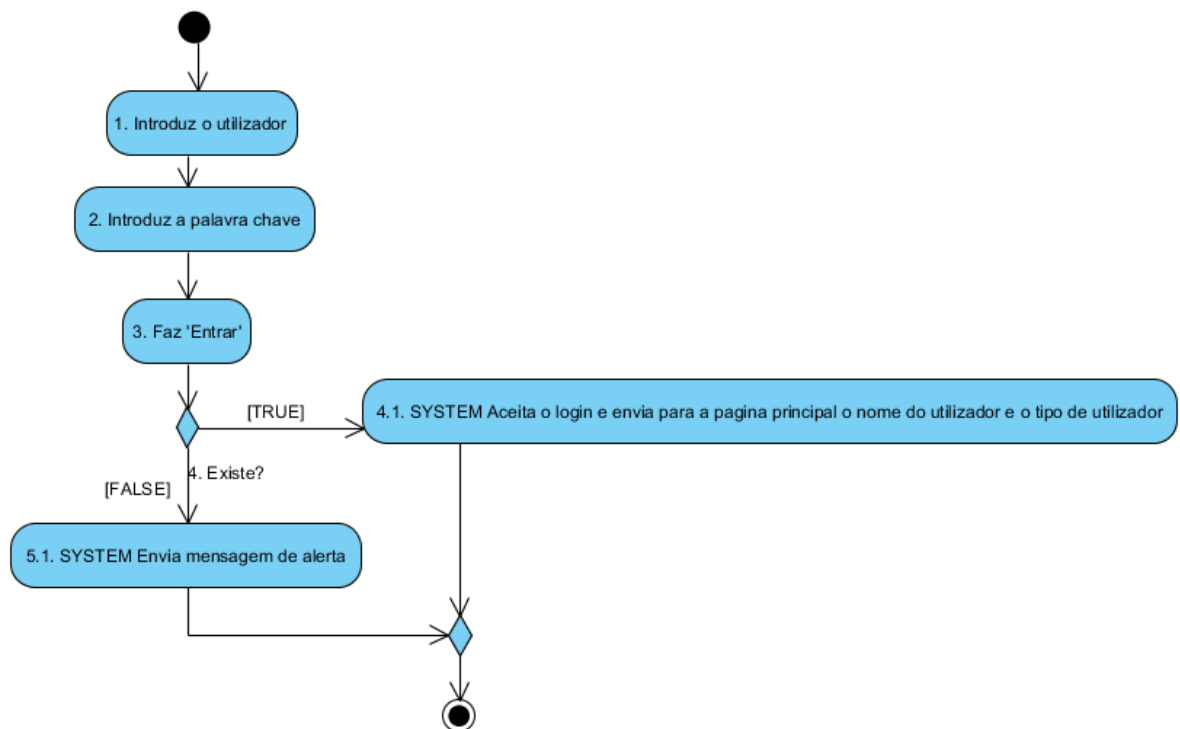 1. Introduz o utilizador
2. Introduz a palavra chave
3. Faz 'Entrar'
[TRUE]
4.1. SYSTEM Aceita o login e envia para a pagina principal o nome do utilizador e o tipo de utilizador
4. Existe?
[FALSE]
5.1. SYSTEM Envia mensagem de alerta